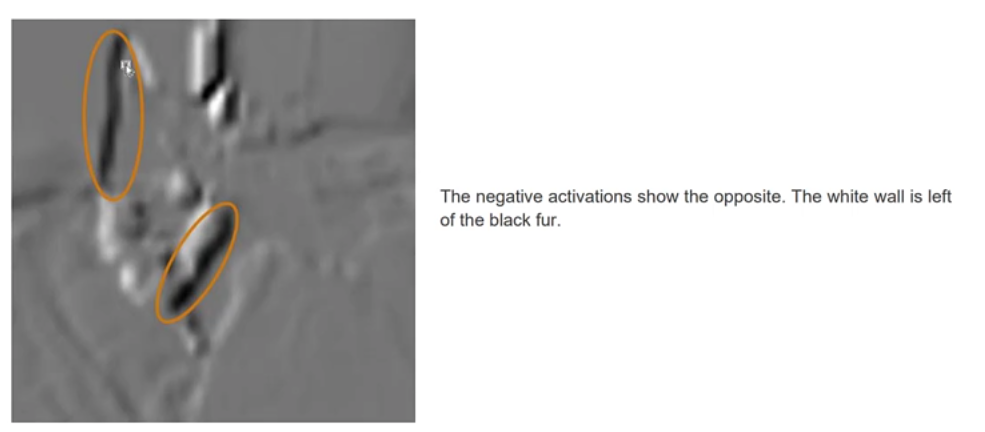 The negative activations show the opposite. The white wall is left
of the black fur.